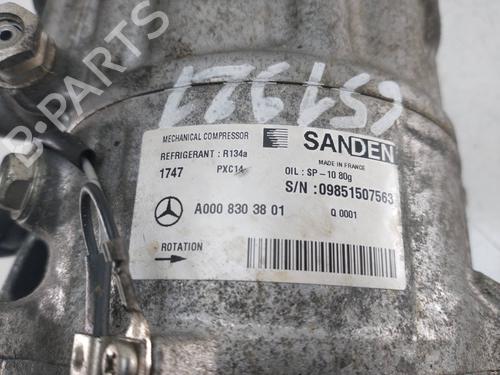 651921
MECHANICAL COMPRESSOR
SANDEN
REFRIGERANT : R134a
MADE IN FRANCE
1747 PXC14
OIL : SP-10 80g
S/N : 09851507563
A000 830 38 01
Q 0001
ROTATION
B-PARTS